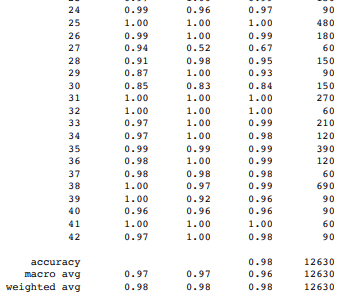 24 0.99 0.96 0.97 90
25 1.00 1.00 1.00 480
26 0.99 1.00 0.99 180
27 0.94 0.52 0.67 60
28 0.91 0.98 0.95 150
29 0.87 1.00 0.93 90
30 0.85 0.83 0.84 150
31 1.00 1.00 1.00 270
32 1.00 1.00 1.00 60
33 0.97 1.00 0.99 210
34 0.97 1.00 0.98 120
35 0.99 0.99 0.99 390
36 0.98 1.00 0.99 120
37 0.98 0.98 0.98 60
38 1.00 0.97 0.99 690
39 1.00 0.92 0.96 90
40 0.96 0.96 0.96 90
41 1.00 1.00 1.00 60
42 0.97 1.00 0.98 90
accuracy 0.98 12630
macro avg 0.97 0.97 0.96 12630
weighted avg 0.98 0.98 0.98 12630